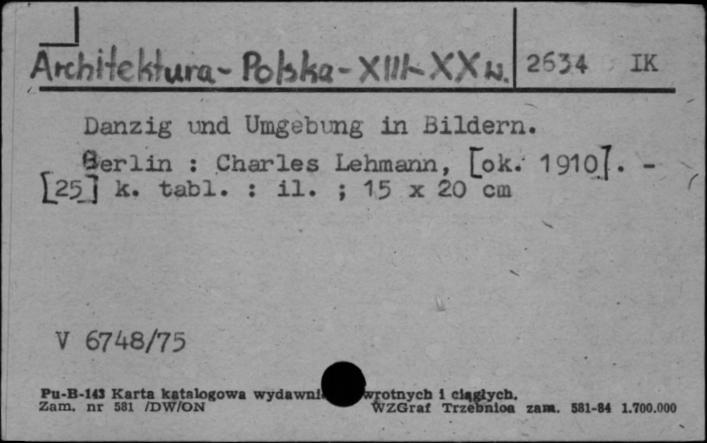 Architektura - Polska - XIII-XX w. 2634 IK
Danzig und Umgebung in Bildern.
Berlin : Charles Lehmann, [ok. 1910]. -
[25] k. tabl. : il. ; 15 x 20 cm
V 6748/75
Pu-B-143 Karta katalogowa wydawni wrotnych i ciągłych.
Zam. nr 581 /DW/ON WZGraf Trzebnica zam. 581-84 1.700.000